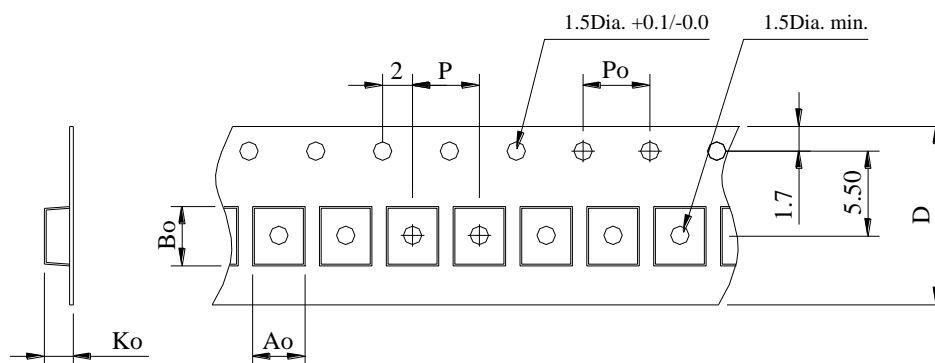 1.5Dia. +0.1/-0.0
1.5Dia. min.
2
P
Po
1.7
5.50
D
Bo
Ko
Ao